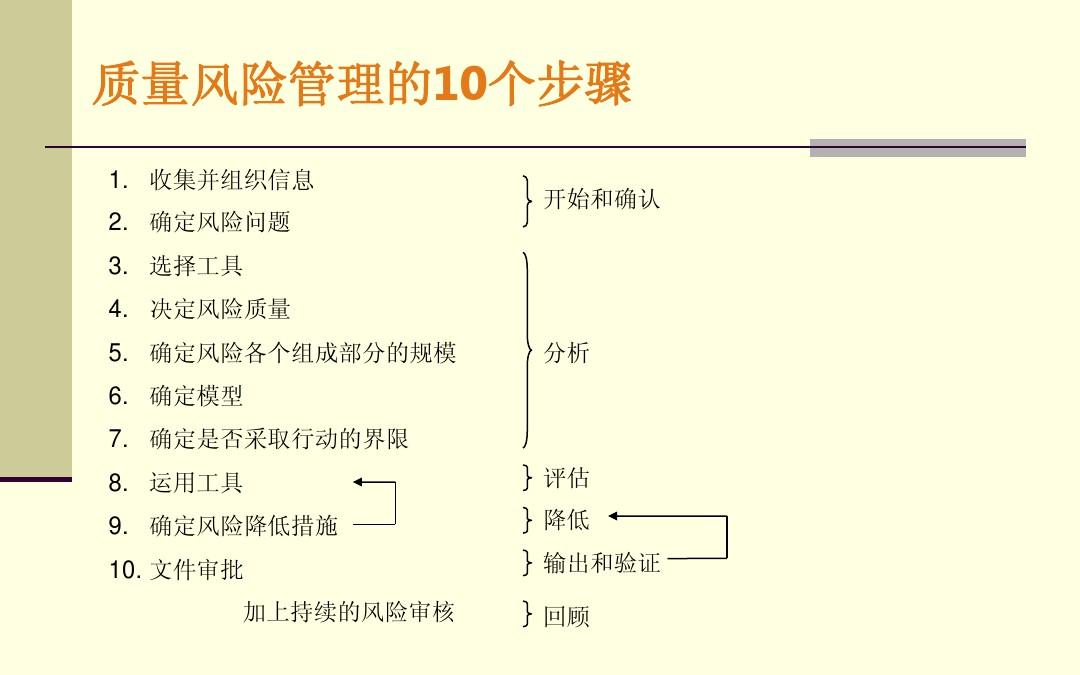 质量风险管理的10个步骤
1. 收集并组织信息
2. 确定风险问题
} 开始和确认
3. 选择工具
4. 决定风险质量
5. 确定风险各个组成部分的规模
6. 确定模型
7. 确定是否采取行动的界限
} 分析
8. 运用工具
} 评估
9. 确定风险降低措施
} 降低
10. 文件审批
} 输出和验证
加上持续的风险审核
} 回顾